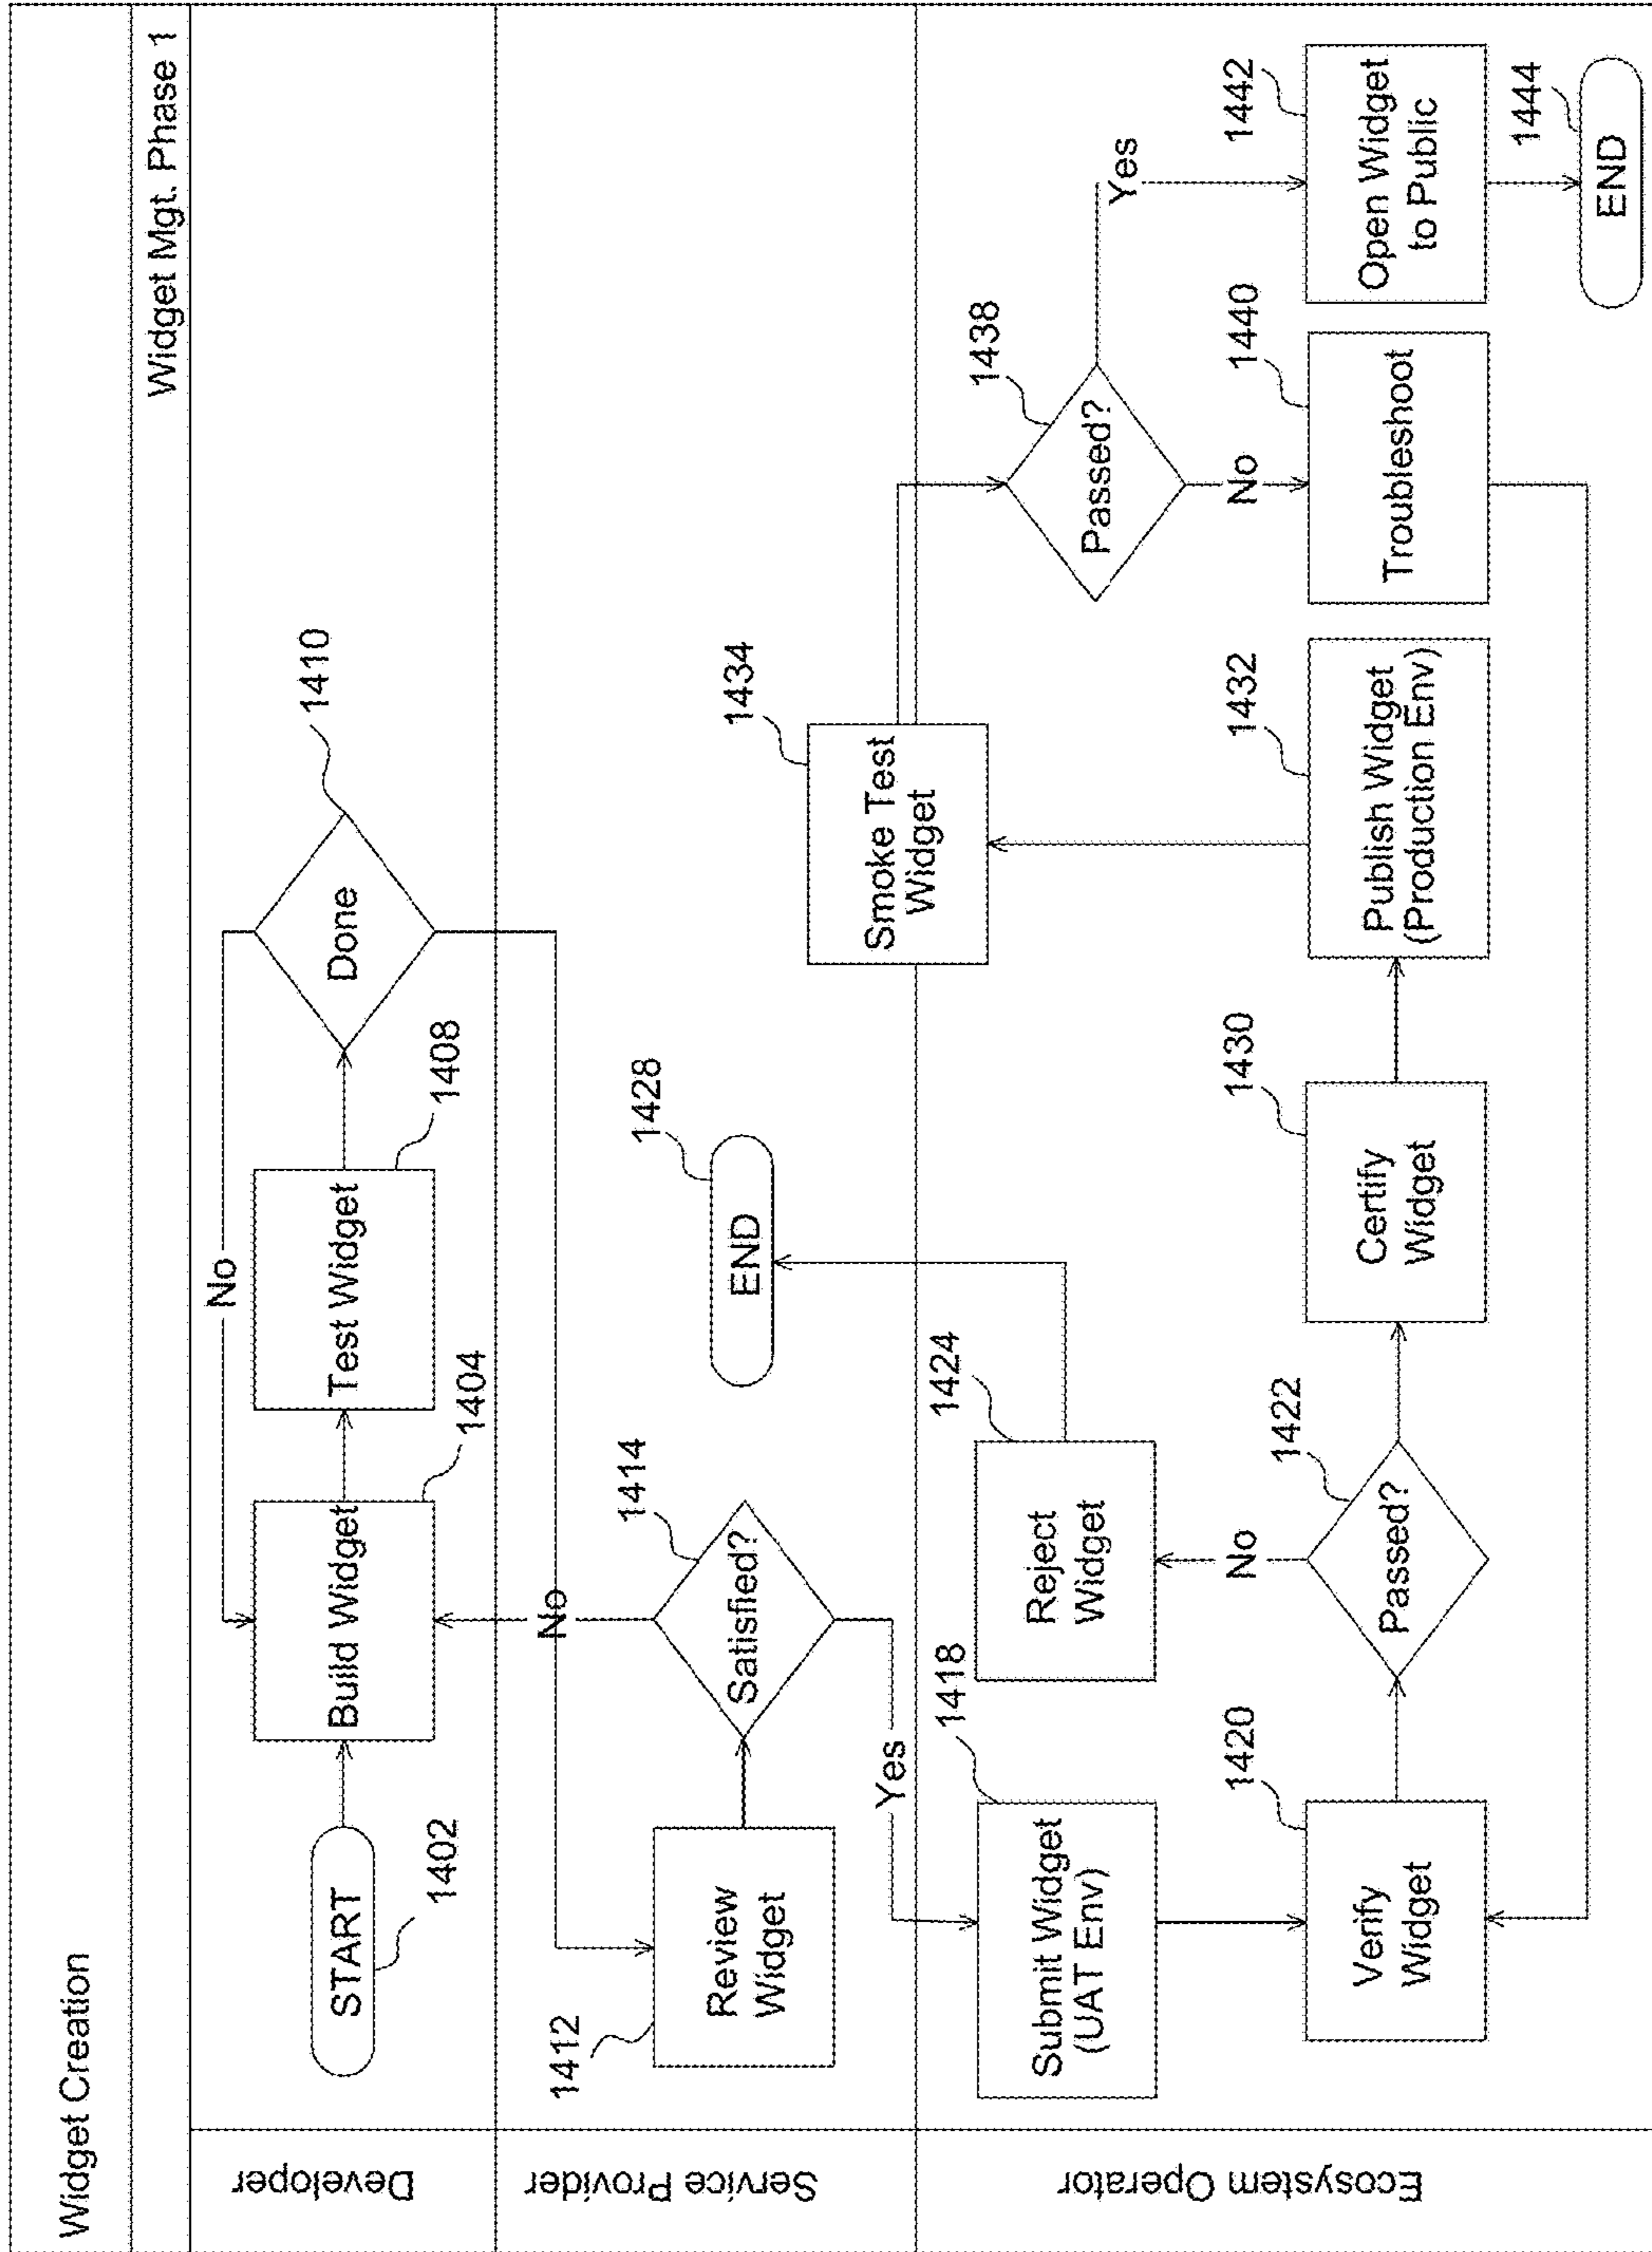 Widget Creation
Widget Mgt. Phase 1
Developer
START
1402
Build Widget
1404
Test Widget
1408
Done
1410
No
Service Provider
1412
Review
Widget
Satisfied?
1414
No
Yes
END
1428
Smoke Test
Widget
1434
Ecosystem Operator
Submit Widget
(UAT Env)
1418
Reject
Widget
1424
Verify
Widget
1420
Passed?
1422
No
Certify
Widget
1430
Publish Widget
(Production Env)
1432
Passed?
1438
No
Yes
Troubleshoot
1440
Open Widget
to Public
1442
END
1444